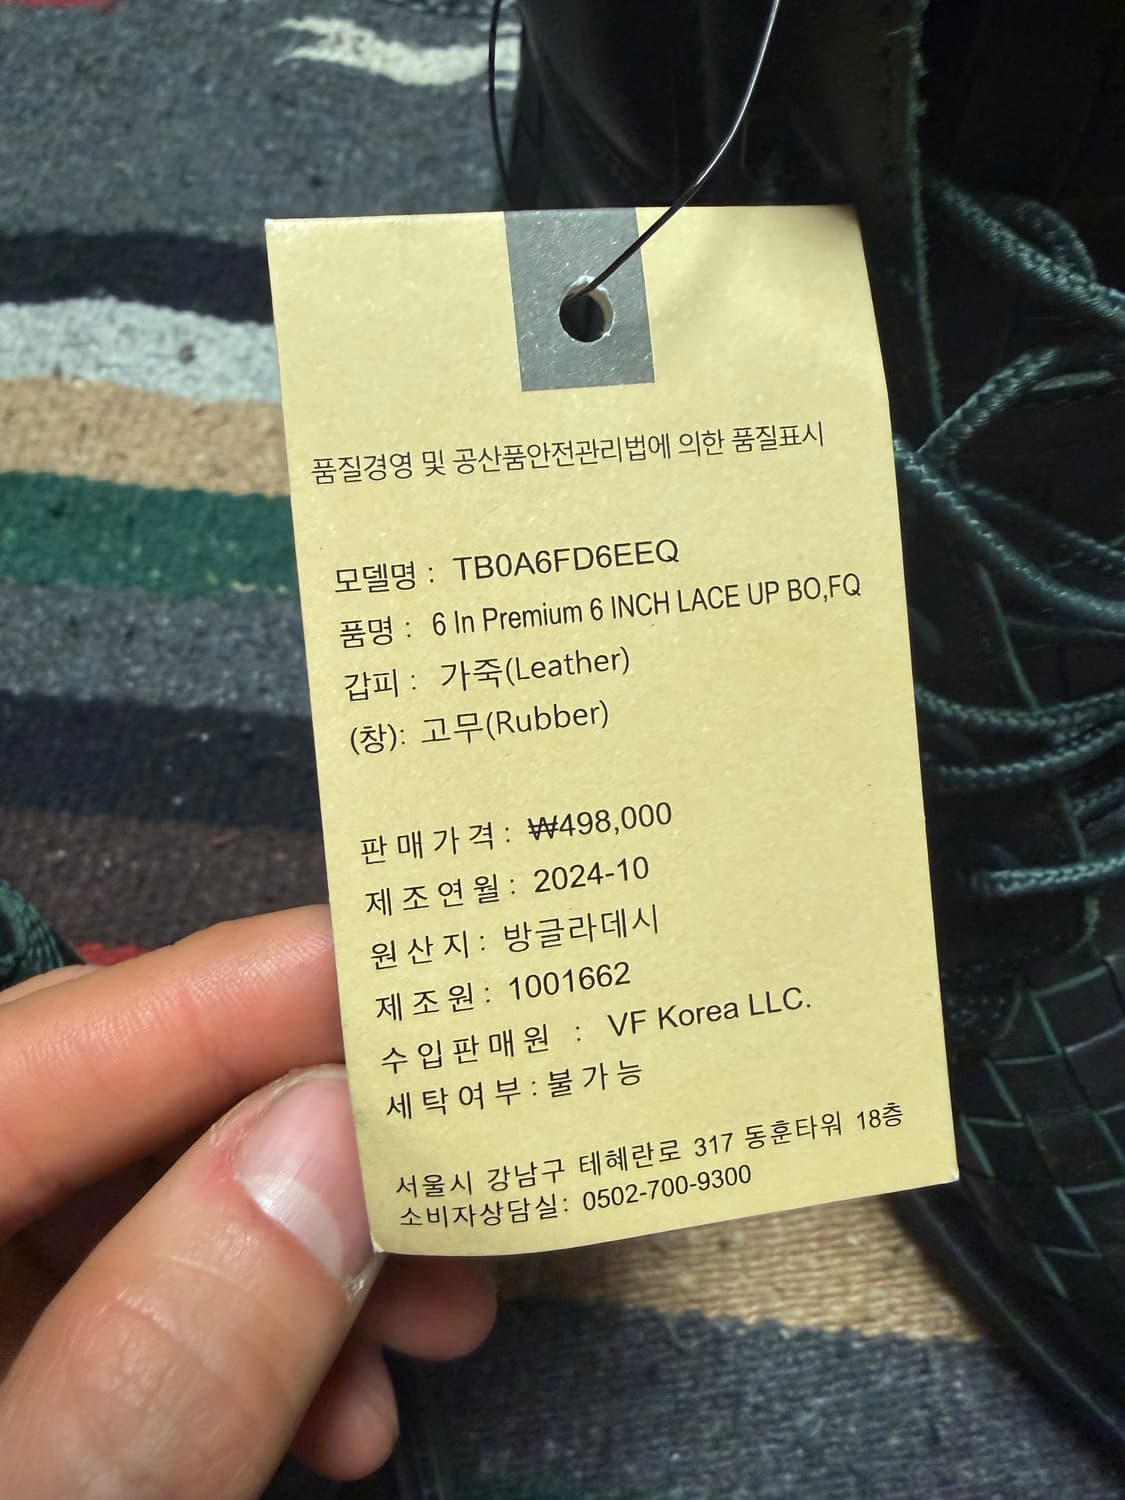 품질경영 및 공산품안전관리법에 의한 품질표시
모델명 : TB0A6FD6EEQ
품명 : 6 In Premium 6 INCH LACE UP BO,FQ
갑피 : 가죽(Leather)
(창): 고무(Rubber)
판매가격 : ₩498,000
제조연월 : 2024-10
원산지 : 방글라데시
제조원 : 1001662
수입판매원 : VF Korea LLC.
세탁여부 : 불가능
서울시 강남구 테헤란로 317 동훈타워 18층
소비자상담실: 0502-700-9300